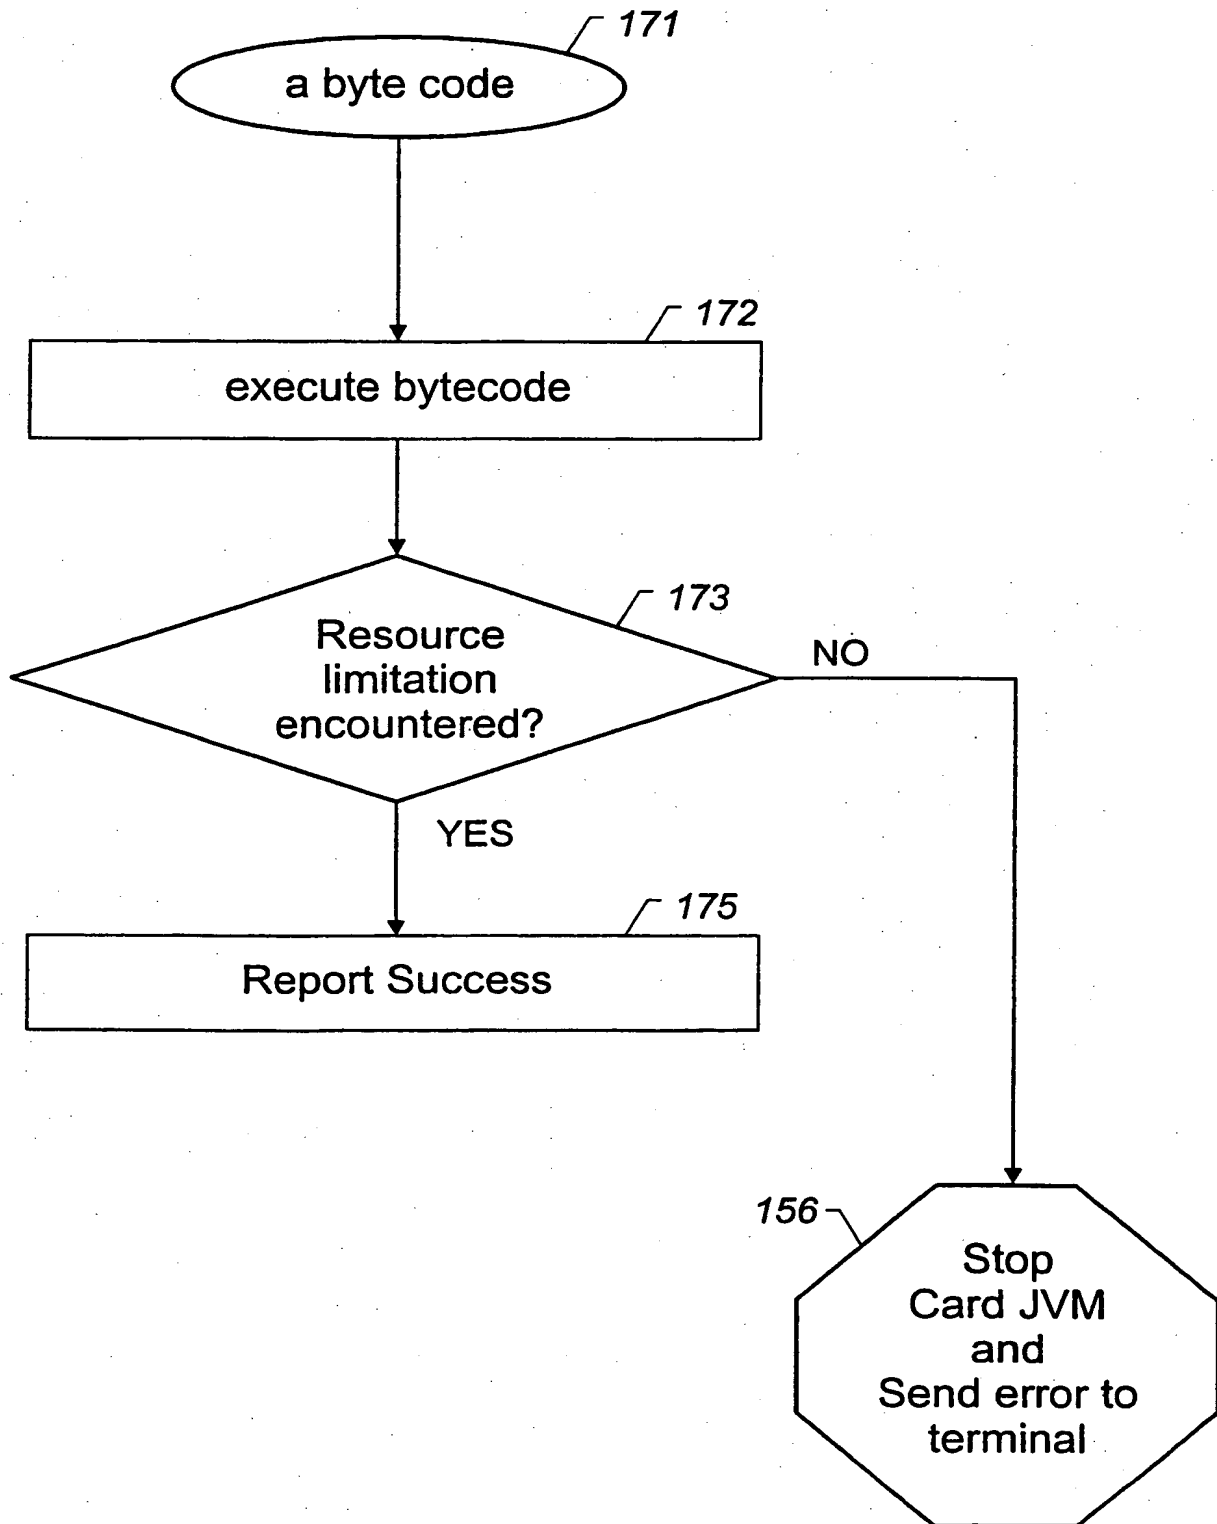 171
a byte code
172
execute bytecode
173
Resource
limitation
encountered?
NO
YES
175
Report Success
156
Stop
Card JVM
and
Send error to
terminal